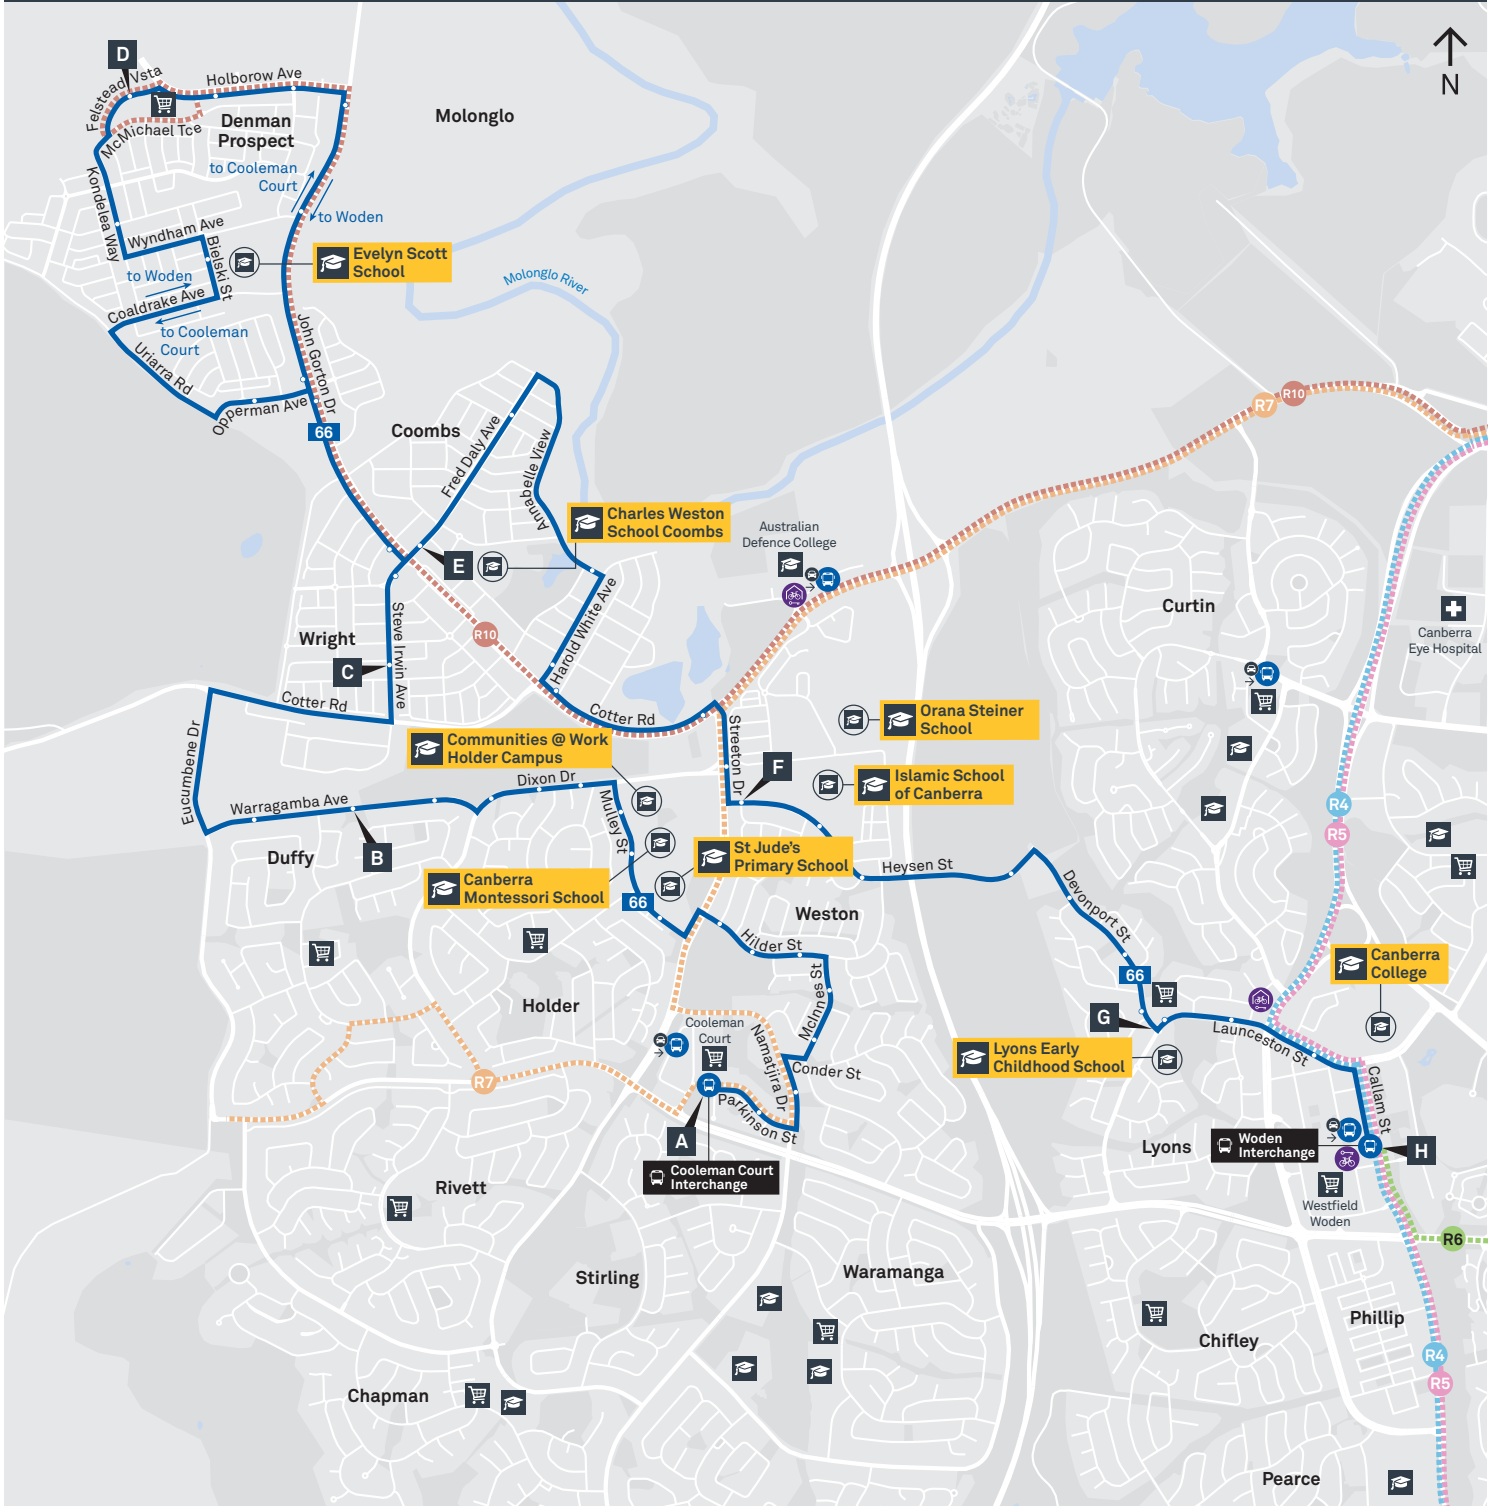 D
Felstead Vsta
Holborow Ave
N
McMichael Tce
Denman
Prospect
Molonglo
to Cooleman
Court
to Woden
Kondelea Way
Wyndham Ave
Bielski St
Evelyn Scott
School
to Woden
Coaldrake Ave
to Cooleman
Court
Molonglo River
Uriarra Rd
John Gorton Dr
Opperman Ave
66
Coombs
Fred Daly Ave
Annabelle View
R7
R10
Charles Weston
School Coombs
Australian
Defence College
E
Curtin
Canberra
Eye Hospital
Wright
Steve Irwin Ave
R10
Harold White Ave
C
Cotter Rd
Cotter Rd
Streeton Dr
Orana Steiner
School
Eucumbene Dr
Communities @ Work
Holder Campus
F
Islamic School
of Canberra
Warragamba Ave
Dixon Dr
Mulley St
R4
R5
Duffy
B
St Jude's
Primary School
Heysen St
Canberra
Montessori School
66
Weston
Devonport St
Hilder St
Canberra
College
66
McInnes St
Holder
G
Launceston St
Cooleman
Court
Namatjira Dr
Conder St
Lyons Early
Childhood School
Callam St
R7
Parkinson St
A
Cooleman Court
Interchange
Lyons
Woden
Interchange
H
Westfield
Woden
Rivett
R6
Stirling
Waramanga
Phillip
Chifley
R4
R5
Chapman
Pearce